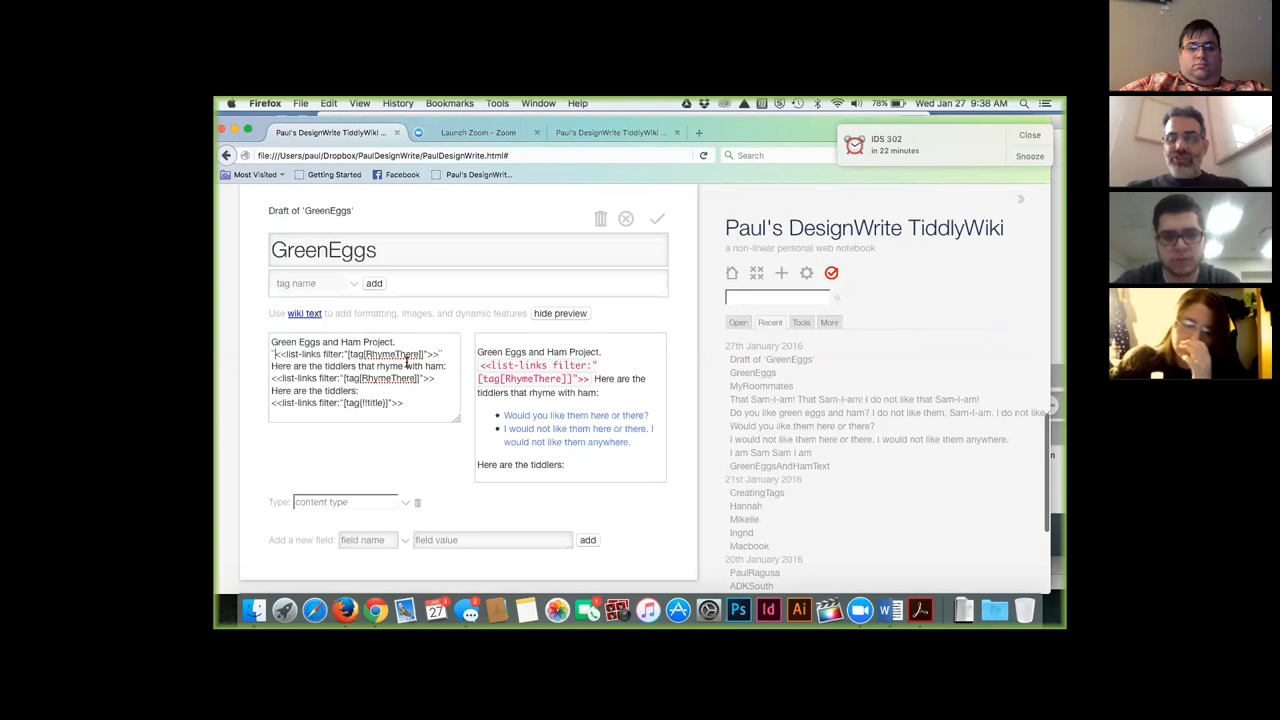 Firefox File Edit View History Bookmarks Tools Window Help 78% Wed Jan 27 9:38 AM
Paul's DesignWrite TiddlyWiki ... Launch Zoom - Zoom Paul's DesignWrite TiddlyWiki ...
iDS 302
in 22 minutes
Close
Snooze
file:///Users/paul/Dropbox/PaulDesignWrite/PaulDesignWrite.html#
Search
Most Visited Getting Started Facebook Paul's DesignWrit...
Draft of 'GreenEggs'
GreenEggs
tag name add
Use wiki text to add formatting, images, and dynamic features hide preview
Green Eggs and Ham Project.
``<<list-links filter:"[tag[RhymeThere]]">>``
Here are the tiddlers that rhyme with ham:
<<list-links filter:"[tag[RhymeThere]]">>
Here are the tiddlers:
<<list-links filter:"[tag{!!title}]">>
Green Eggs and Ham Project.
<<list-links filter:"
[tag[RhymeThere]]">> Here are the
tiddlers that rhyme with ham:
Would you like them here or there?
I would not like them here or there. I
would not like them anywhere.
Here are the tiddlers:
Type: content type
Add a new field: field name field value add
Paul's DesignWrite TiddlyWiki
a non-linear personal web notebook
Open Recent Tools More
27th January 2016
Draft of 'GreenEggs'
GreenEggs
MyRoommates
That Sam-I-am! That Sam-I-am! I do not like that Sam-I-am!
Do you like green eggs and ham? I do not like them, Sam-I-am. I do not like
Would you like them here or there?
I would not like them here or there. I would not like them anywhere.
I am Sam Sam I am
GreenEggsAndHamText
21st January 2016
CreatingTags
Hannah
Mikelle
Ingrid
Macbook
20th January 2016
PaulRagusa
ADKSouth
27 Ps Id Ai W